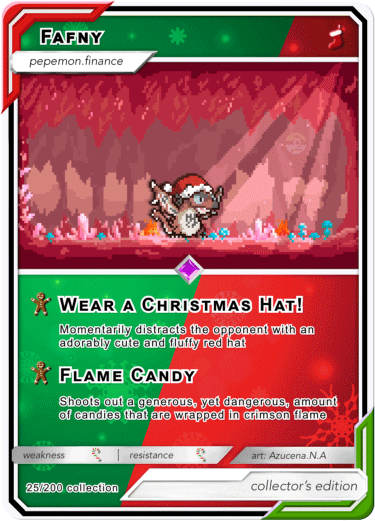 Fafny
pepemon.finance
Wear a Christmas Hat!
Momentarily distracts the opponent with an
adorably cute and fluffy red hat
Flame Candy
Shoots out a generous, yet dangerous, amount
of candies that are wrapped in crimson flame
weakness | resistance art: Azucena.N.A
25/200 collection
collector's edition